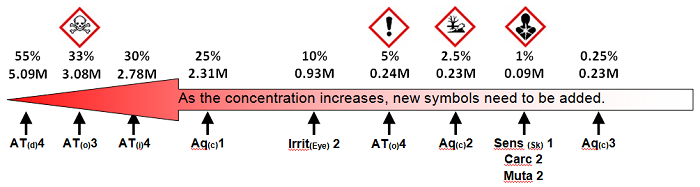 55% 33% 30% 25% 10% 5% 2.5% 1% 0.25%
5.09M 3.08M 2.78M 2.31M 0.93M 0.24M 0.23M 0.09M 0.23M
As the concentration increases, new symbols need to be added.
AT(d)4 AT(o)3 AT(i)4 Aq(c)1 Irrit(Eye) 2 AT(o)4 Aq(c)2 Sens (Sk) 1 Aq(c)3
Carc 2
Muta 2